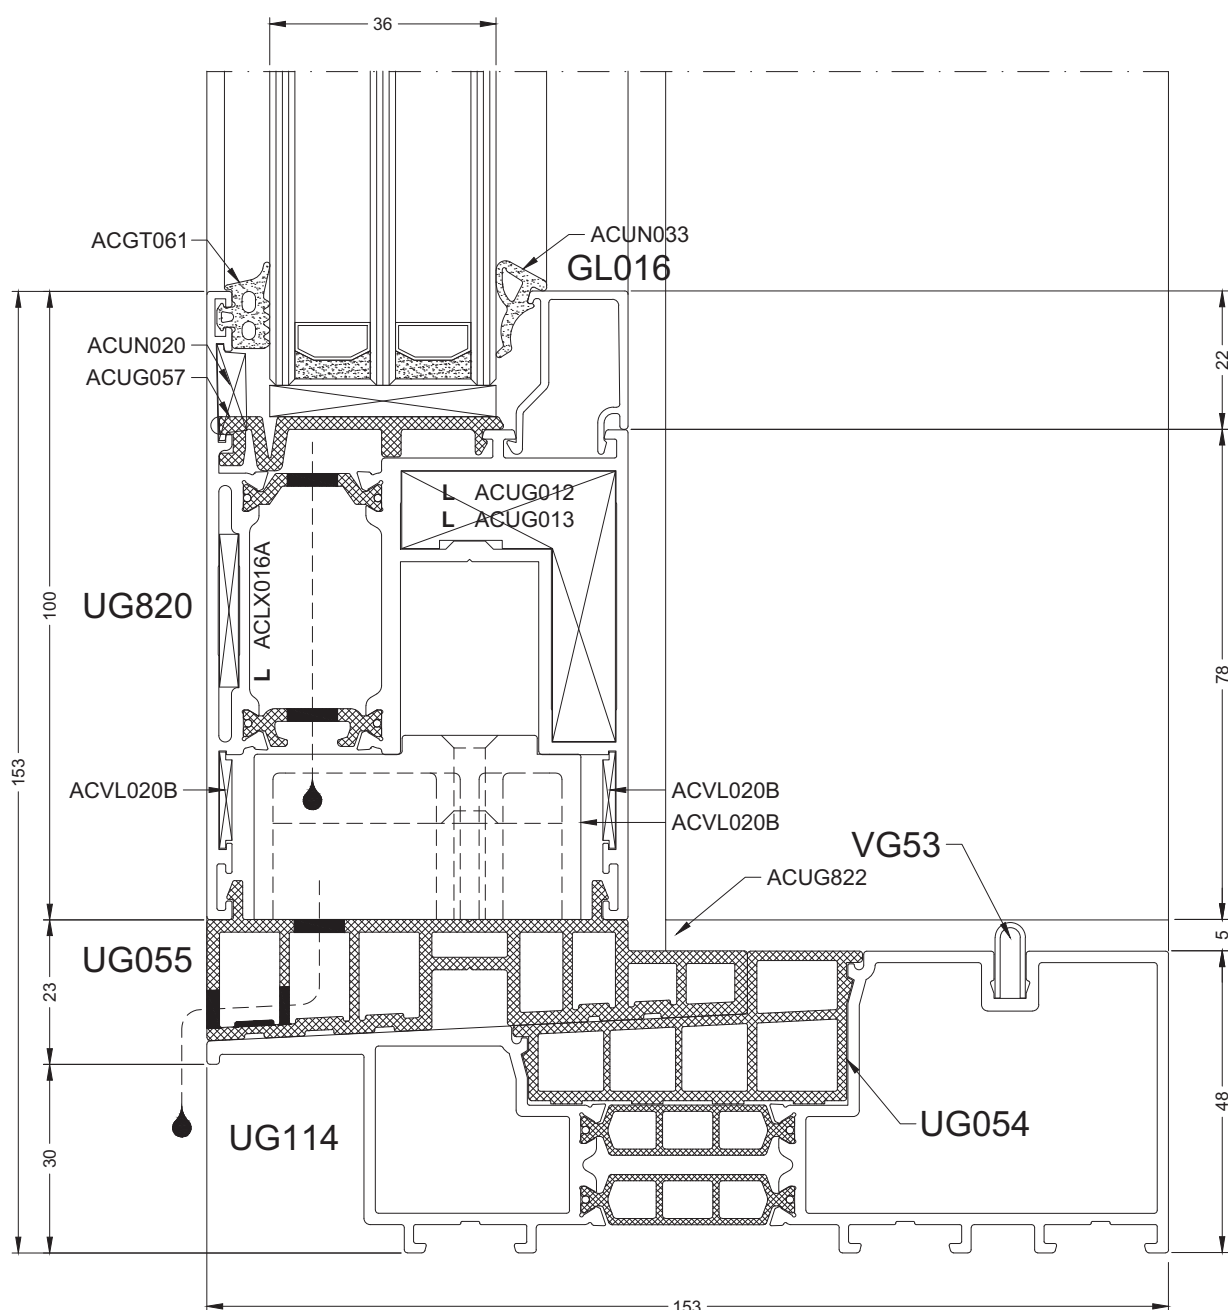 36
ACUN033
GL016
ACGT061
ACUN020
ACUG057
22
L ACUG012
L ACUG013
UG820
100
L ACLX016A
78
153
ACVL020B
ACVL020B
ACVL020B
VG53
ACUG822
5
UG055
23
48
UG114
UG054
30
153